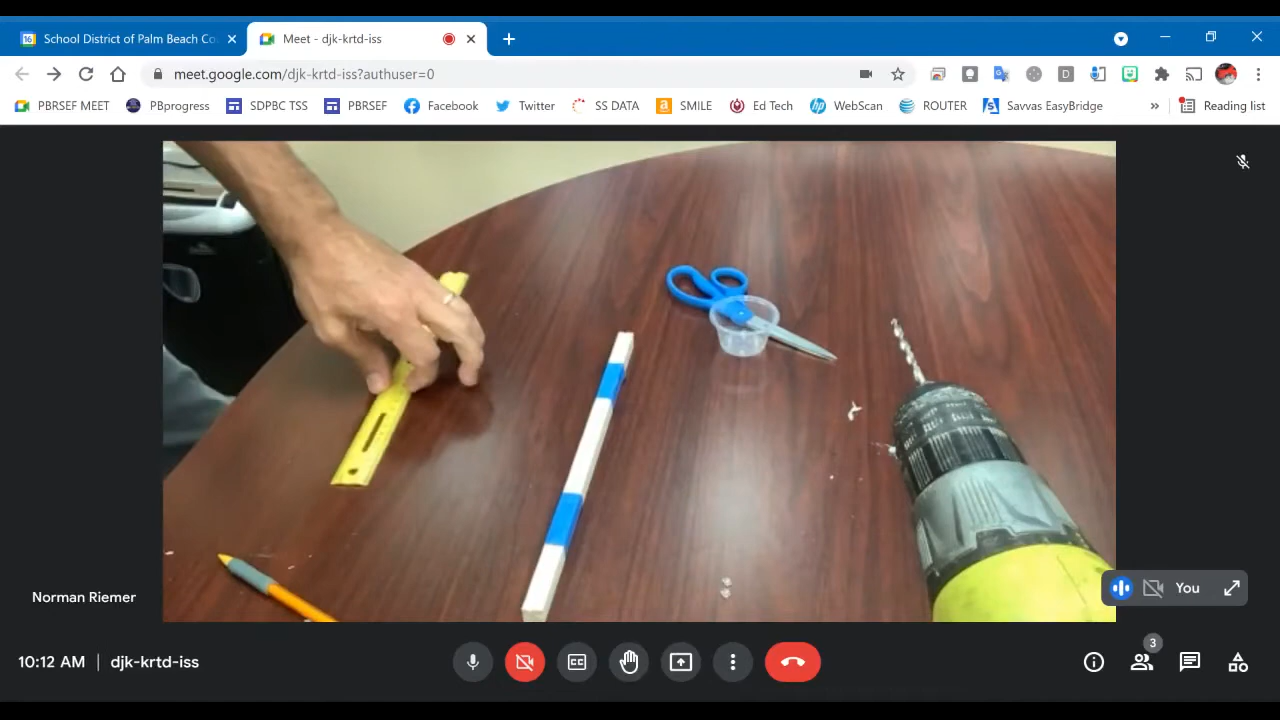 16 School District of Palm Beach Co
Meet - djk-krtd-iss
meet.google.com/djk-krtd-iss?authuser=0
PBRSEF MEET PBprogress SDPBC TSS PBRSEF Facebook Twitter SS DATA SMILE Ed Tech WebScan ROUTER Savvas EasyBridge » Reading list
Norman Riemer
You
10:12 AM | djk-krtd-iss
CC
3